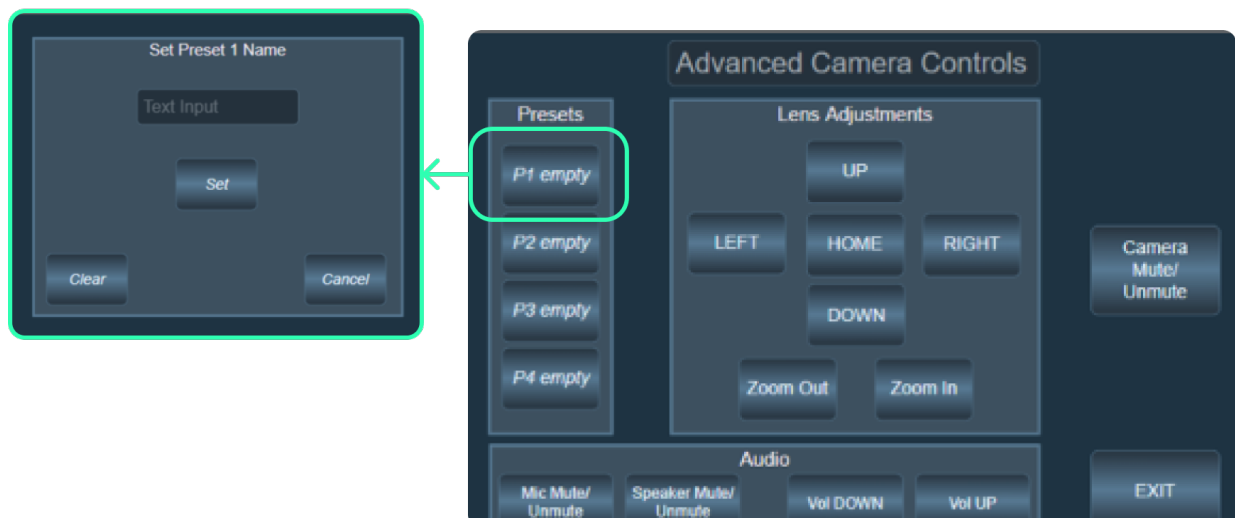 Set Preset 1 Name
Text Input
Set
Clear
Cancel
Advanced Camera Controls
Presets
P1 empty
P2 empty
P3 empty
P4 empty
Lens Adjustments
UP
LEFT
HOME
RIGHT
DOWN
Zoom Out
Zoom In
Camera
Mute/
Unmute
Audio
Mic Mute/
Unmute
Speaker Mute/
Unmute
Vol DOWN
Vol UP
EXIT